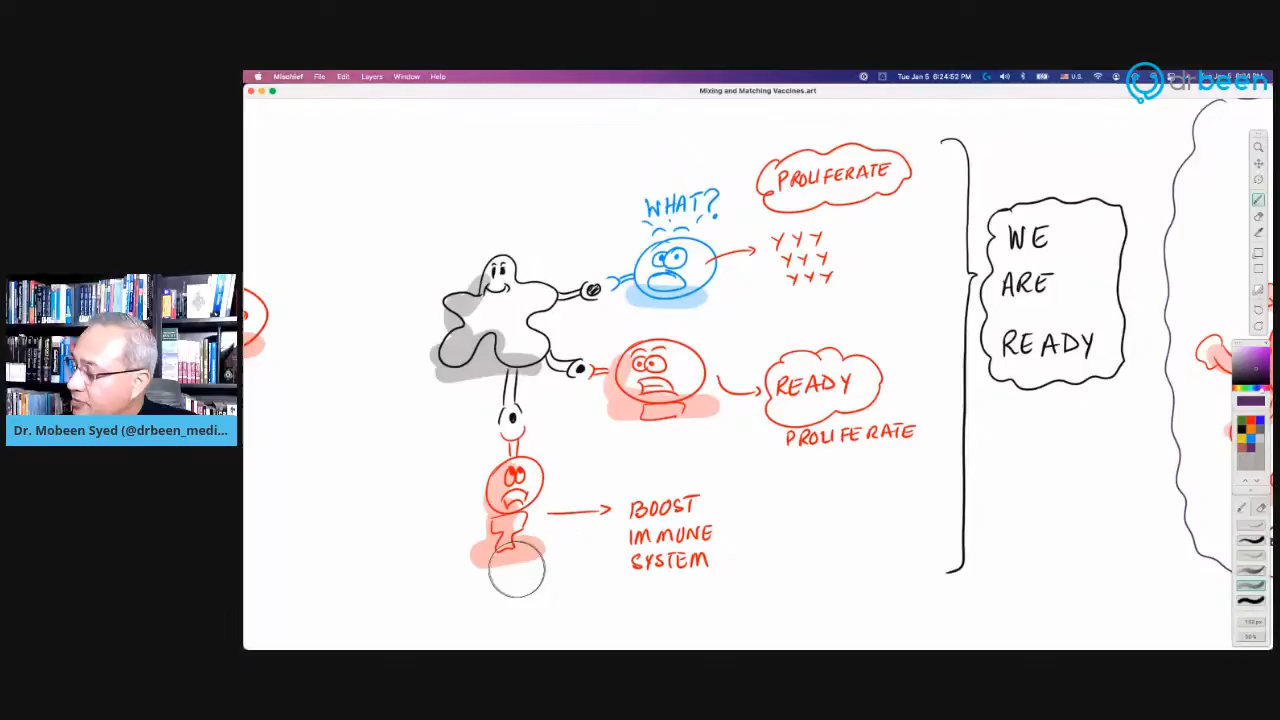 Mischief File Edit Layers Window Help
Tue Jan 5 6:24:52 PM
U.S.
drbeen
Mixing and Matching Vaccines.art
PROLIFERATE
WHAT?
Y Y Y
Y Y Y
Y Y Y
WE
ARE
READY
READY
PROLIFERATE
BOOST
IMMUNE
SYSTEM
Dr. Mobeen Syed (@drbeen_medi...